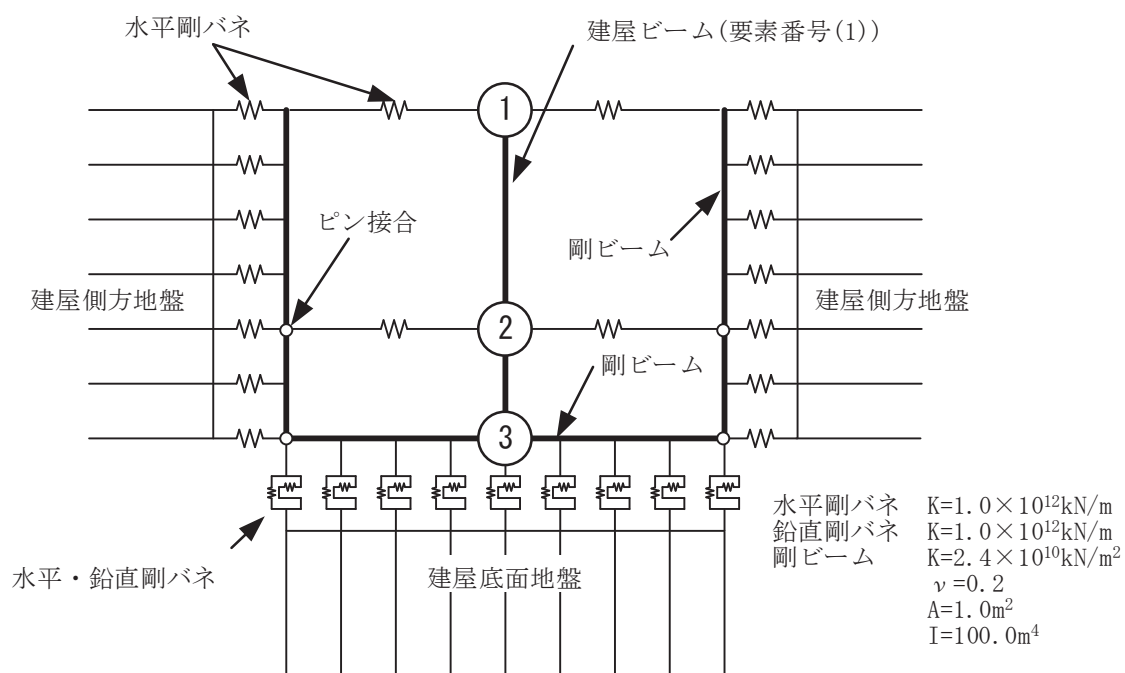 水平剛バネ
建屋ビーム(要素番号(1))
1
ピン接合
剛ビーム
建屋側方地盤
建屋側方地盤
2
剛ビーム
3
水平剛バネ K=1.0×10¹²kN/m
鉛直剛バネ K=1.0×10¹²kN/m
剛ビーム K=2.4×10¹⁰kN/m²
ν=0.2
A=1.0m²
I=100.0m⁴
水平・鉛直剛バネ
建屋底面地盤